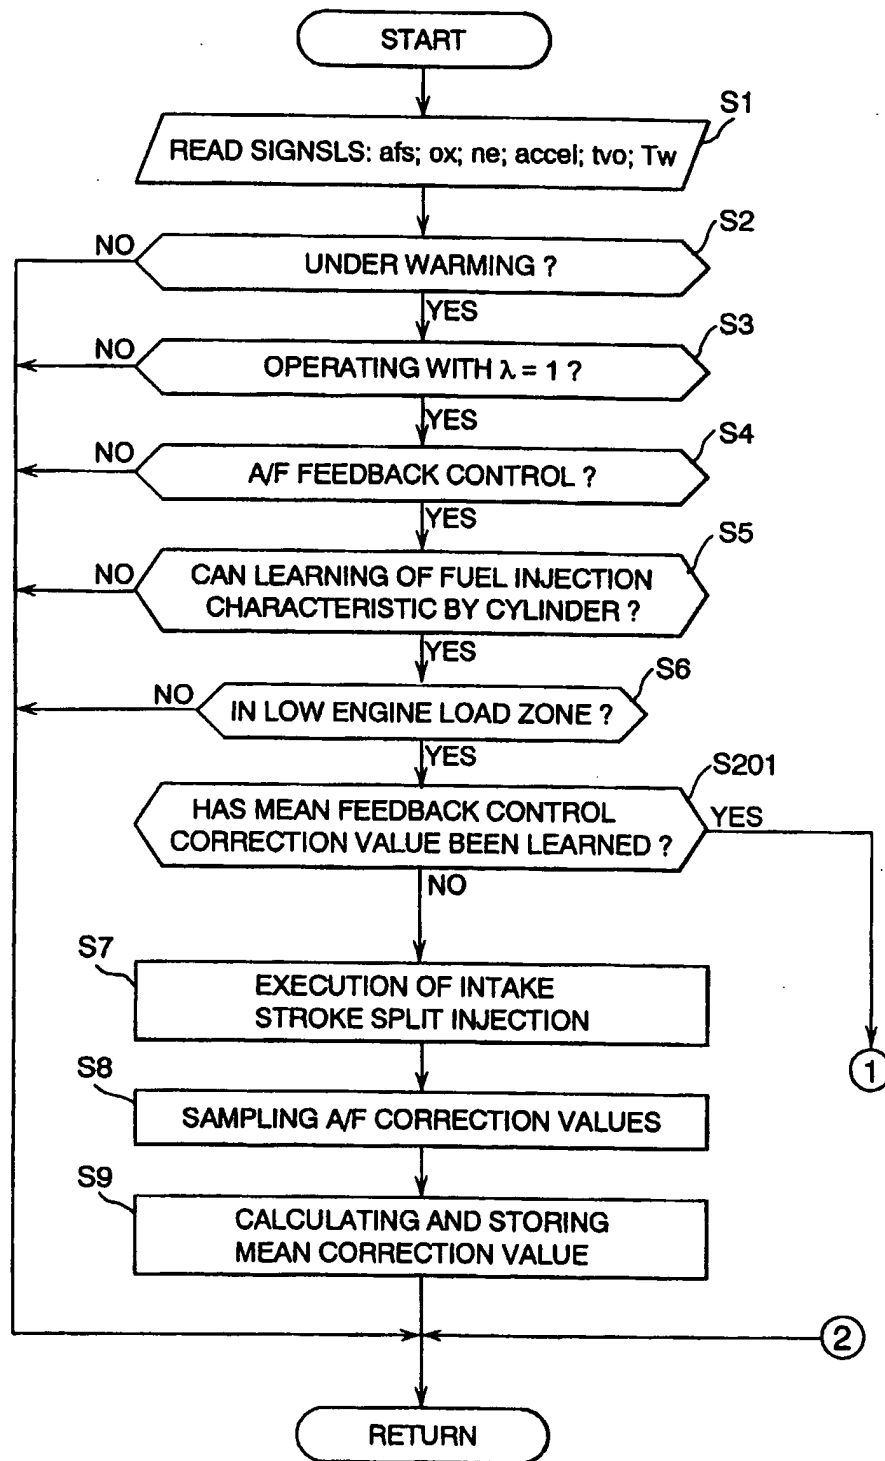 START
S1
READ SIGNSLS: afs; ox; ne; accel; tvo; Tw
S2
NO
UNDER WARMING ?
YES
S3
NO
OPERATING WITH λ = 1 ?
YES
S4
NO
A/F FEEDBACK CONTROL ?
YES
S5
NO
CAN LEARNING OF FUEL INJECTION
CHARACTERISTIC BY CYLINDER ?
YES
S6
NO
IN LOW ENGINE LOAD ZONE ?
YES
S201
HAS MEAN FEEDBACK CONTROL
CORRECTION VALUE BEEN LEARNED ?
YES
NO
S7
EXECUTION OF INTAKE
STROKE SPLIT INJECTION
1
S8
SAMPLING A/F CORRECTION VALUES
S9
CALCULATING AND STORING
MEAN CORRECTION VALUE
2
RETURN